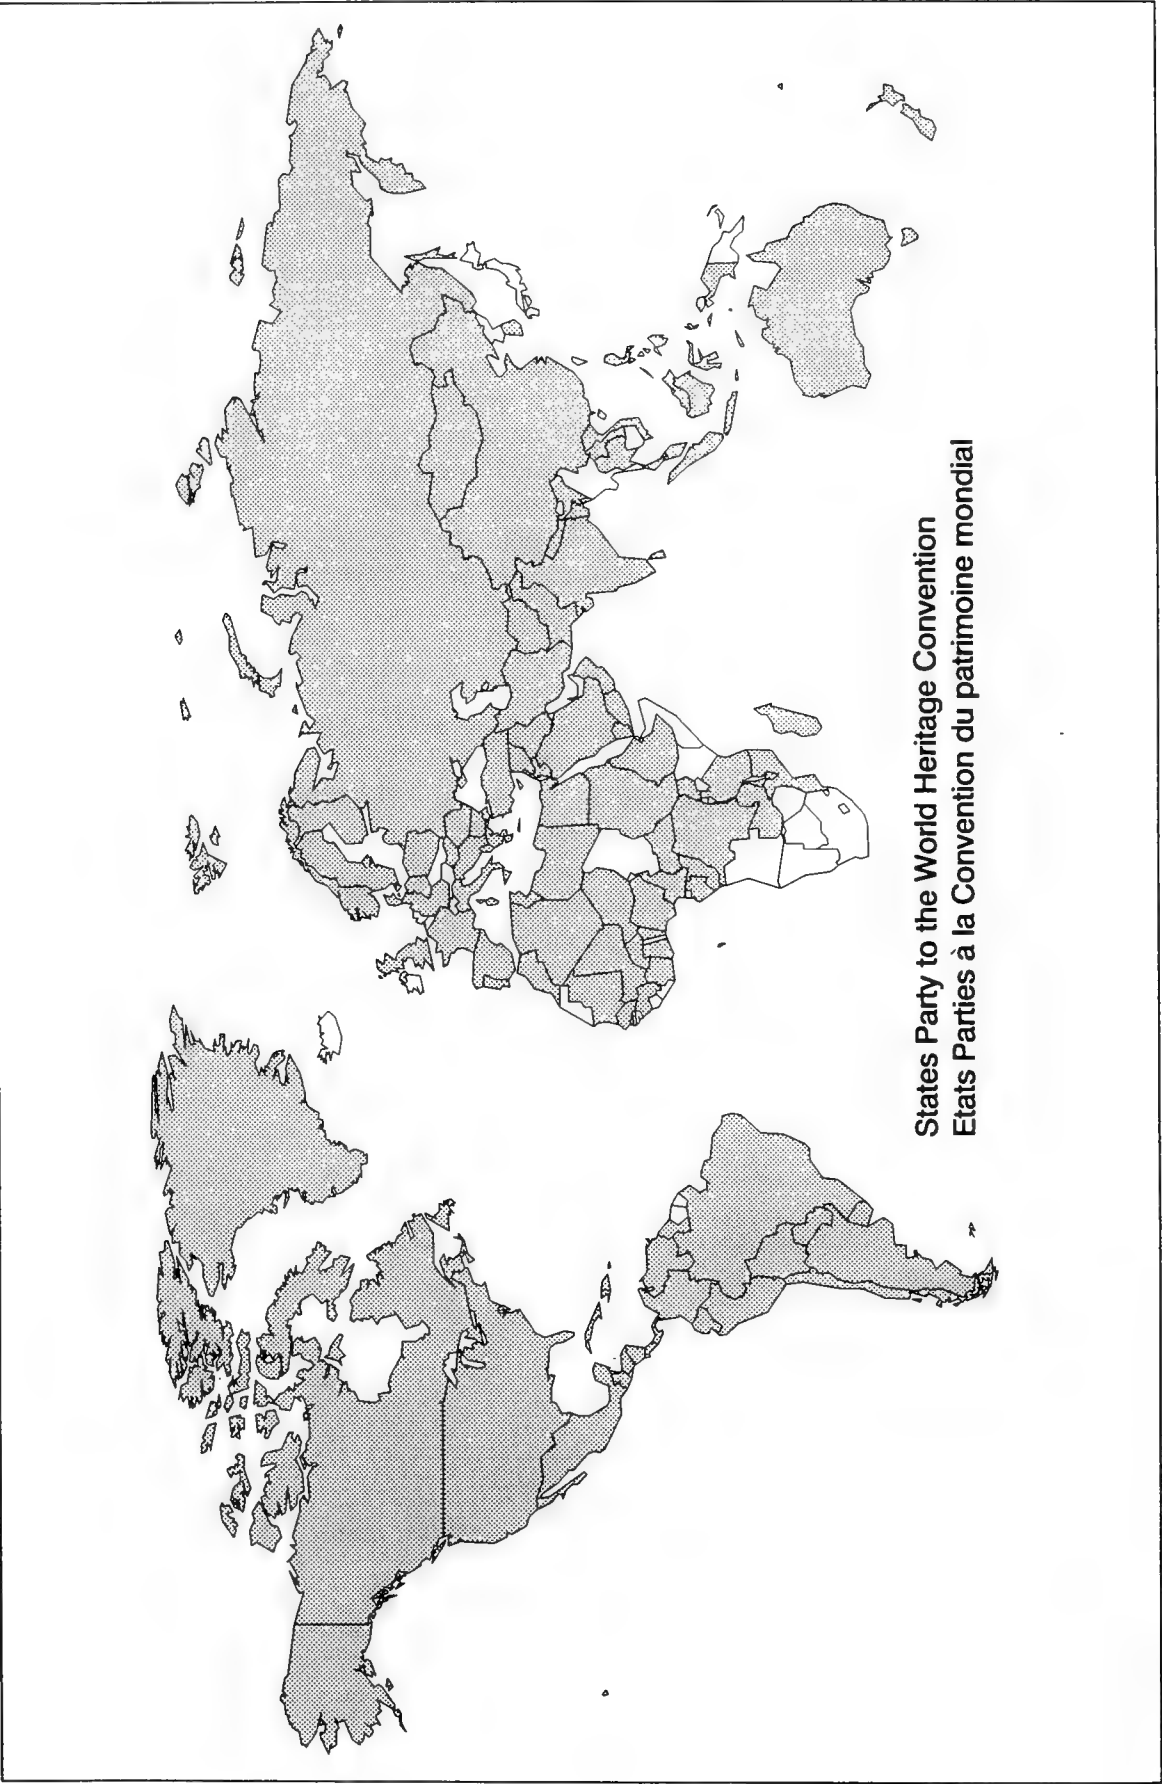 States Party to the World Heritage Convention
Etats Parties à la Convention du patrimoine mondial